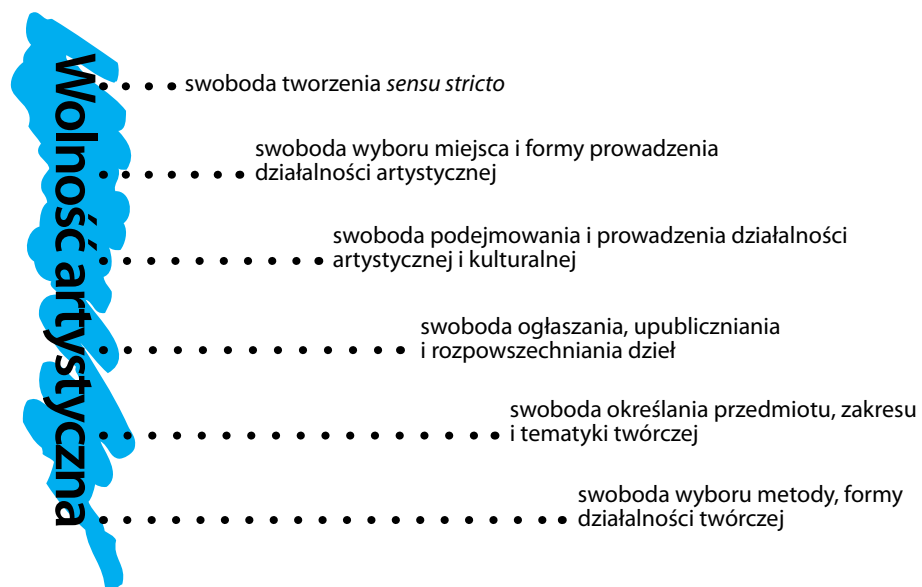 Wolność artystyczna
swoboda tworzenia sensu stricto
swoboda wyboru miejsca i formy prowadzenia
działalności artystycznej
swoboda podejmowania i prowadzenia działalności
artystycznej i kulturalnej
swoboda ogłaszania, upubliczniania
i rozpowszechniania dzieł
swoboda określania przedmiotu, zakresu
i tematyki twórczej
swoboda wyboru metody, formy
działalności twórczej